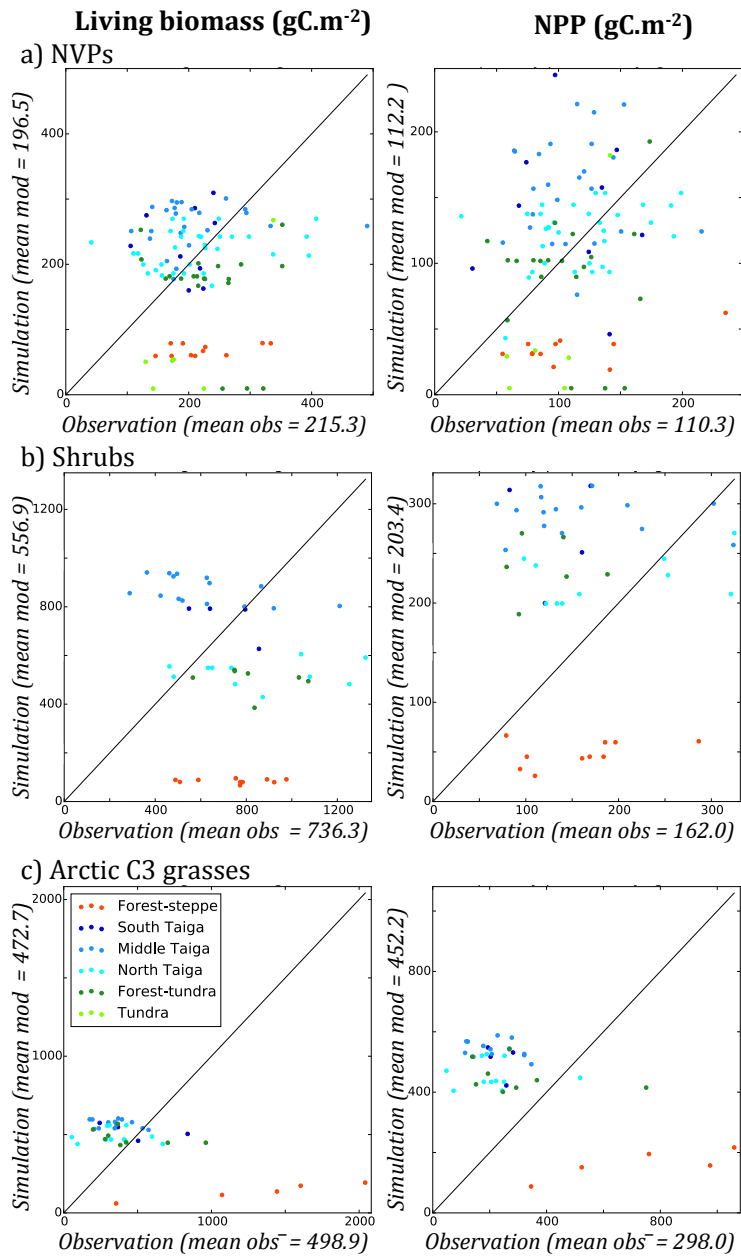 Living biomass (gC.m-2)
NPP (gC.m-2)
a) NVPs
Simulation (mean mod = 196.5)
400
200
0
0
200
400
Observation (mean obs = 215.3)
Simulation (mean mod = 112.2)
200
100
0
0
100
200
Observation (mean obs = 110.3)
b) Shrubs
Simulation (mean mod = 556.9)
1200
800
400
0
0
400
800
1200
Observation (mean obs = 736.3)
Simulation (mean mod = 203.4)
300
200
100
0
0
100
200
300
Observation (mean obs = 162.0)
c) Arctic C3 grasses
Simulation (mean mod = 472.7)
2000
1000
0
Forest-steppe
South Taiga
Middle Taiga
North Taiga
Forest-tundra
Tundra
0
1000
2000
Observation (mean obs = 498.9)
Simulation (mean mod = 452.2)
800
400
0
0
400
800
Observation (mean obs = 298.0)